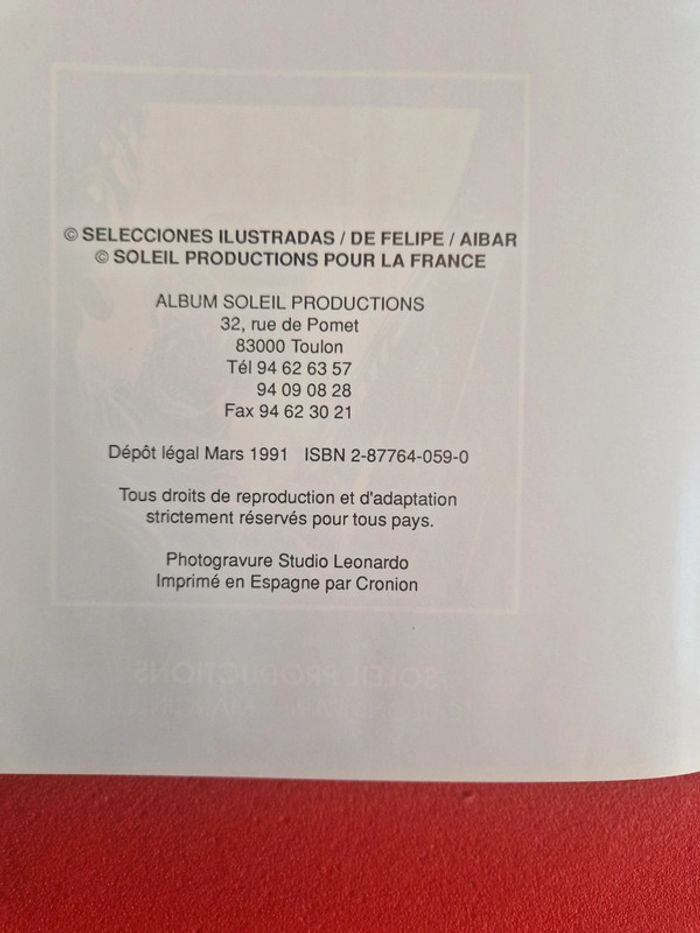 © SELECCIONES ILUSTRADAS / DE FELIPE / AIBAR
© SOLEIL PRODUCTIONS POUR LA FRANCE
ALBUM SOLEIL PRODUCTIONS
32, rue de Pomet
83000 Toulon
Tél 94 62 63 57
94 09 08 28
Fax 94 62 30 21
Dépôt légal Mars 1991 ISBN 2-87764-059-0
Tous droits de reproduction et d'adaptation
strictement réservés pour tous pays.
Photogravure Studio Leonardo
Imprimé en Espagne par Cronion
SOLEIL PRODUCTIONS